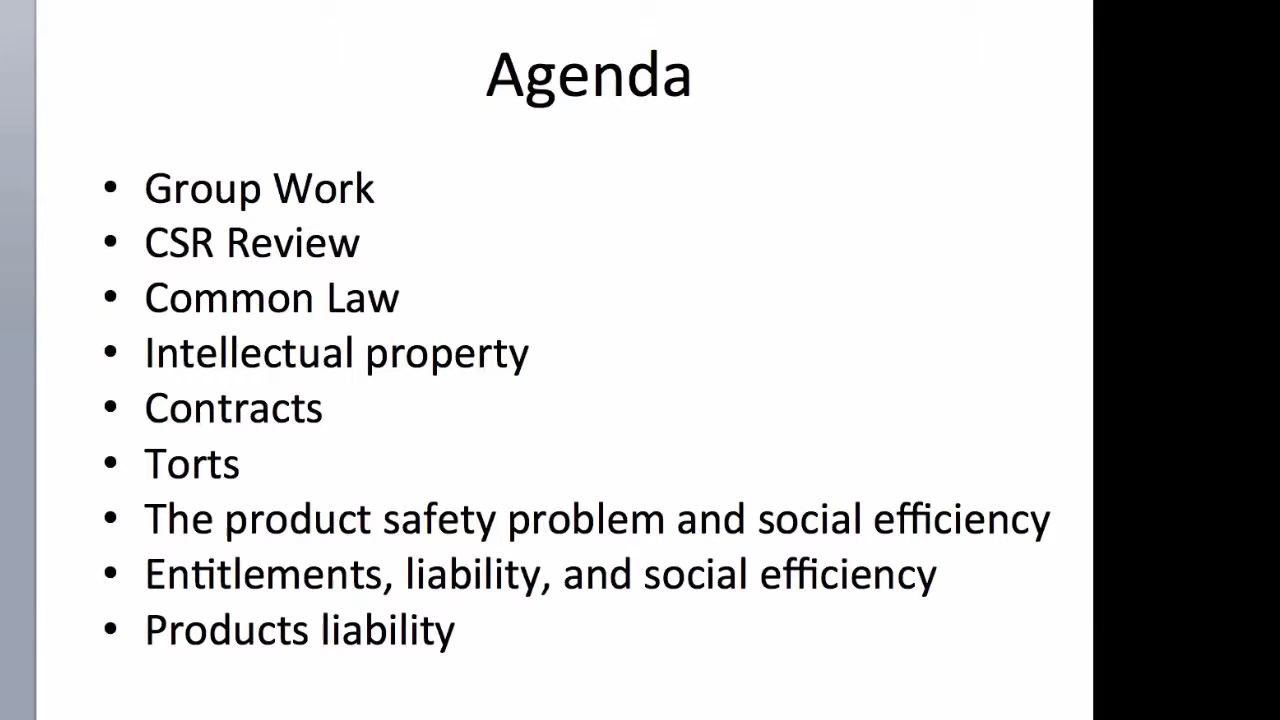 Agenda
• Group Work
• CSR Review
• Common Law
• Intellectual property
• Contracts
• Torts
• The product safety problem and social efficiency
• Entitlements, liability, and social efficiency
• Products liability